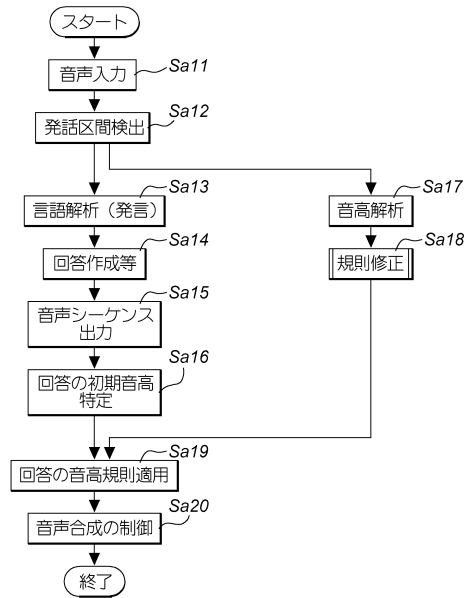 スタート
音声入力
Sa11
発話区間検出
Sa12
言語解析（発言）
Sa13
音高解析
Sa17
回答作成等
Sa14
規則修正
Sa18
音声シーケンス
出力
Sa15
回答の初期音高
特定
Sa16
回答の音高規則適用
Sa19
音声合成の制御
Sa20
終了